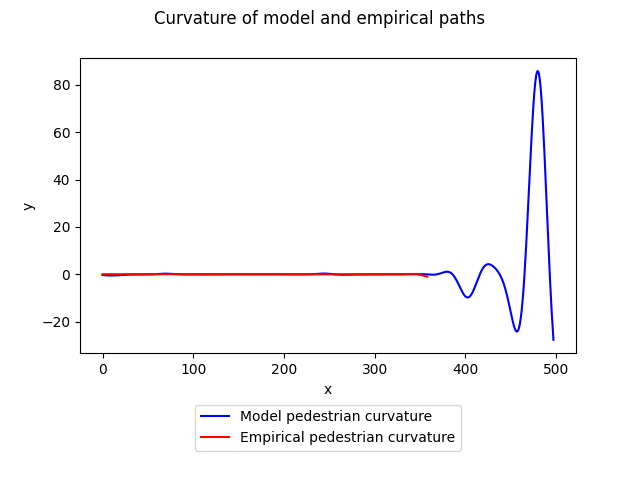 Curvature of model and empirical paths
80
60
40
20
0
−20
y
0 100 200 300 400 500
x
Model pedestrian curvature
Empirical pedestrian curvature